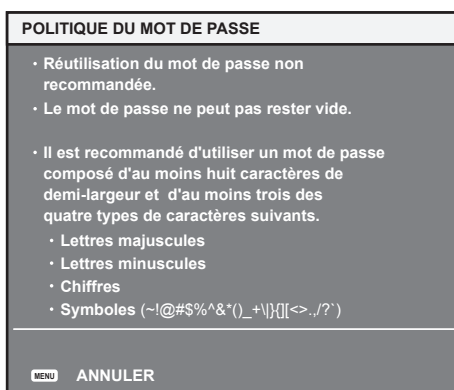 POLITIQUE DU MOT DE PASSE
・Réutilisation du mot de passe non
recommandée.
・Le mot de passe ne peut pas rester vide.
・Il est recommandé d'utiliser un mot de passe
composé d'au moins huit caractères de
demi-largeur et d'au moins trois des
quatre types de caractères suivants.
・Lettres majuscules
・Lettres minuscules
・Chiffres
・Symboles (~!@#$%^&*()_+\|}{][<>.,/?`)
MENU ANNULER